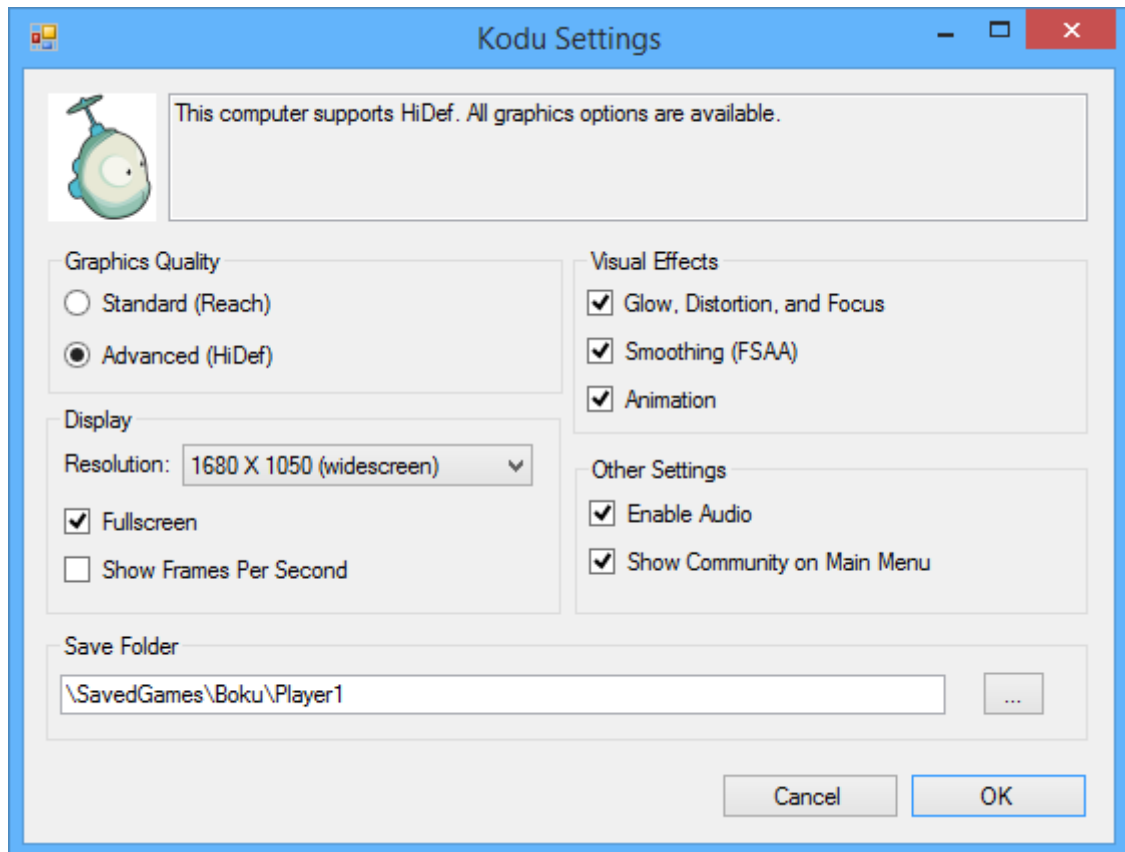 Kodu Settings
This computer supports HiDef. All graphics options are available.
Graphics Quality
Standard (Reach)
Advanced (HiDef)
Display
Resolution: 1680 X 1050 (widescreen)
Fullscreen
Show Frames Per Second
Visual Effects
Glow, Distortion, and Focus
Smoothing (FSAA)
Animation
Other Settings
Enable Audio
Show Community on Main Menu
Save Folder
\SavedGames\Boku\Player1
...
Cancel
OK